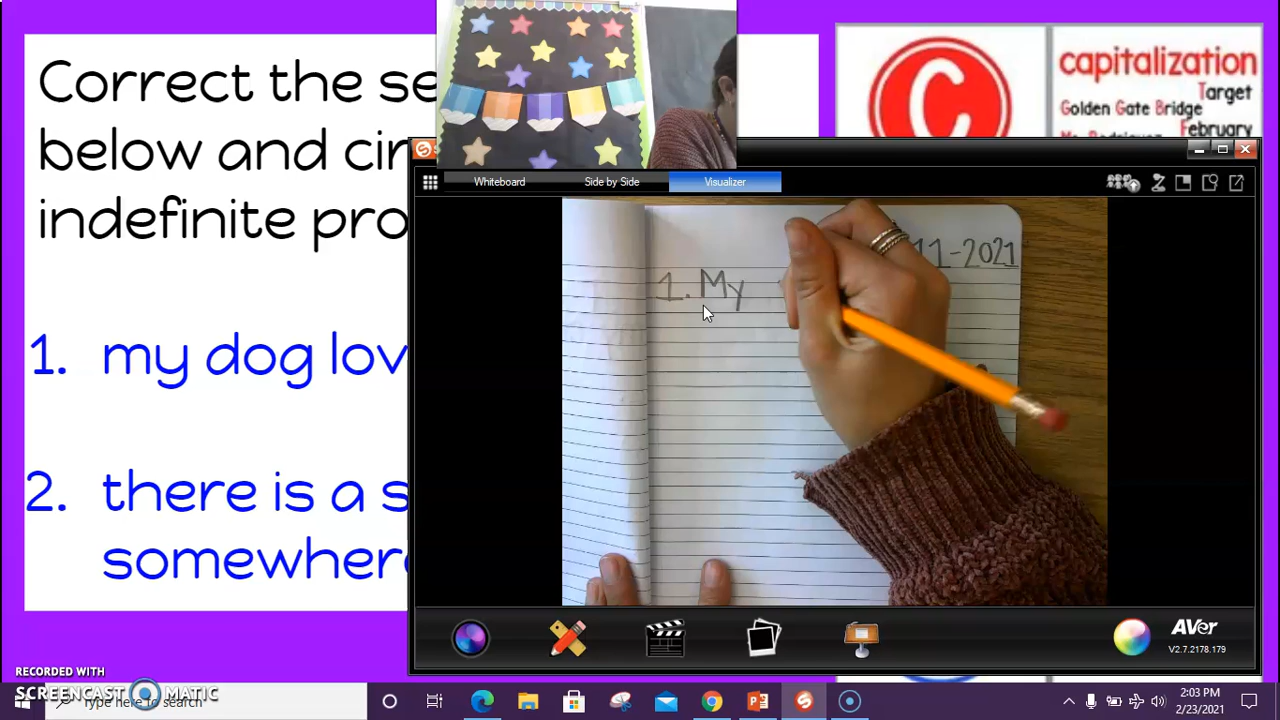 Correct the se
below and cir
indefinite pro
1. my dog lov
2. there is a s
somewhere
C
capitalization
Target
Golden Gate Bridge
February
Whiteboard
Side by Side
Visualizer
11-2021
1. My
AVer
V2.7.2178.179
RECORDED WITH
SCREENCAST MATIC
Type here to search
2:03 PM
2/23/2021